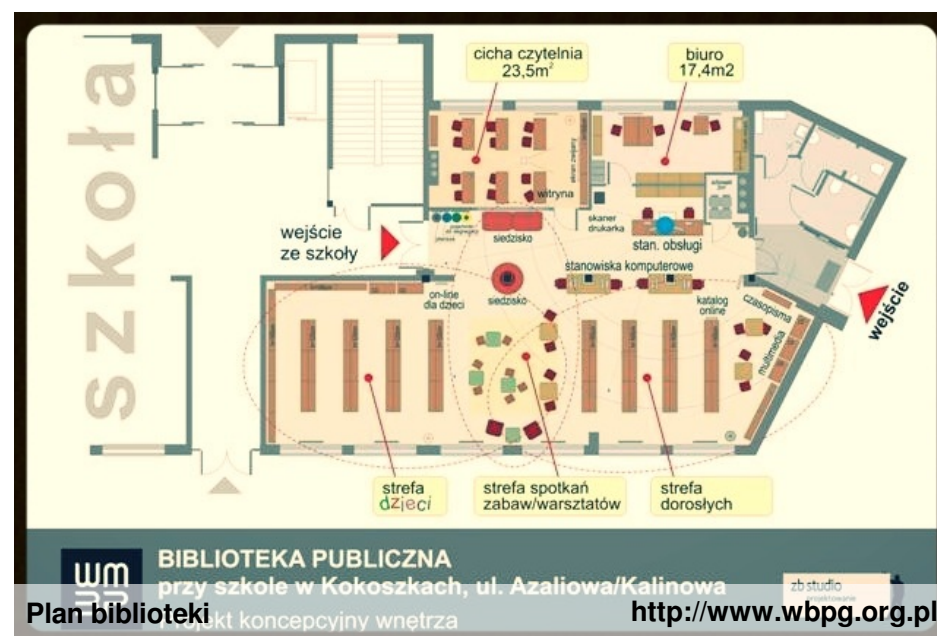 szkoła
cicha czytelnia
23,5m²
biuro
17,4m2
witryna
skaner
drukarka
stan. obsługi
wejście
ze szkoły
siedzisko
stanowiska komputerowe
on-line
dla dzieci
siedzisko
katalog
online
czasopisma
multimedia
wejście
strefa
dzieci
strefa spotkań
zabaw/warsztatów
strefa
dorosłych
BIBLIOTEKA PUBLICZNA
przy szkole w Kokoszkach, ul. Azaliowa/Kalinowa
Projekt koncepcyjny wnętrza
zb studio
projektowanie
Plan biblioteki
http://www.wbpg.org.pl